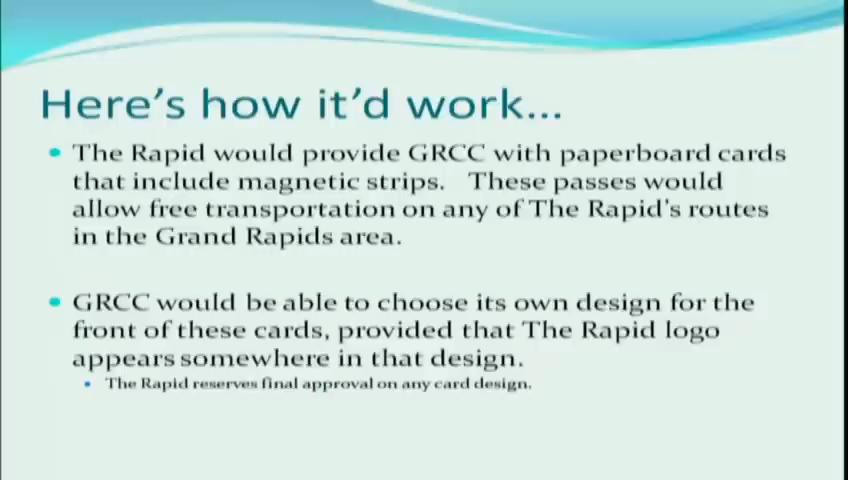 Here's how it'd work...
The Rapid would provide GRCC with paperboard cards
that include magnetic strips. These passes would
allow free transportation on any of The Rapid's routes
in the Grand Rapids area.
GRCC would be able to choose its own design for the
front of these cards, provided that The Rapid logo
appears somewhere in that design.
The Rapid reserves final approval on any card design.